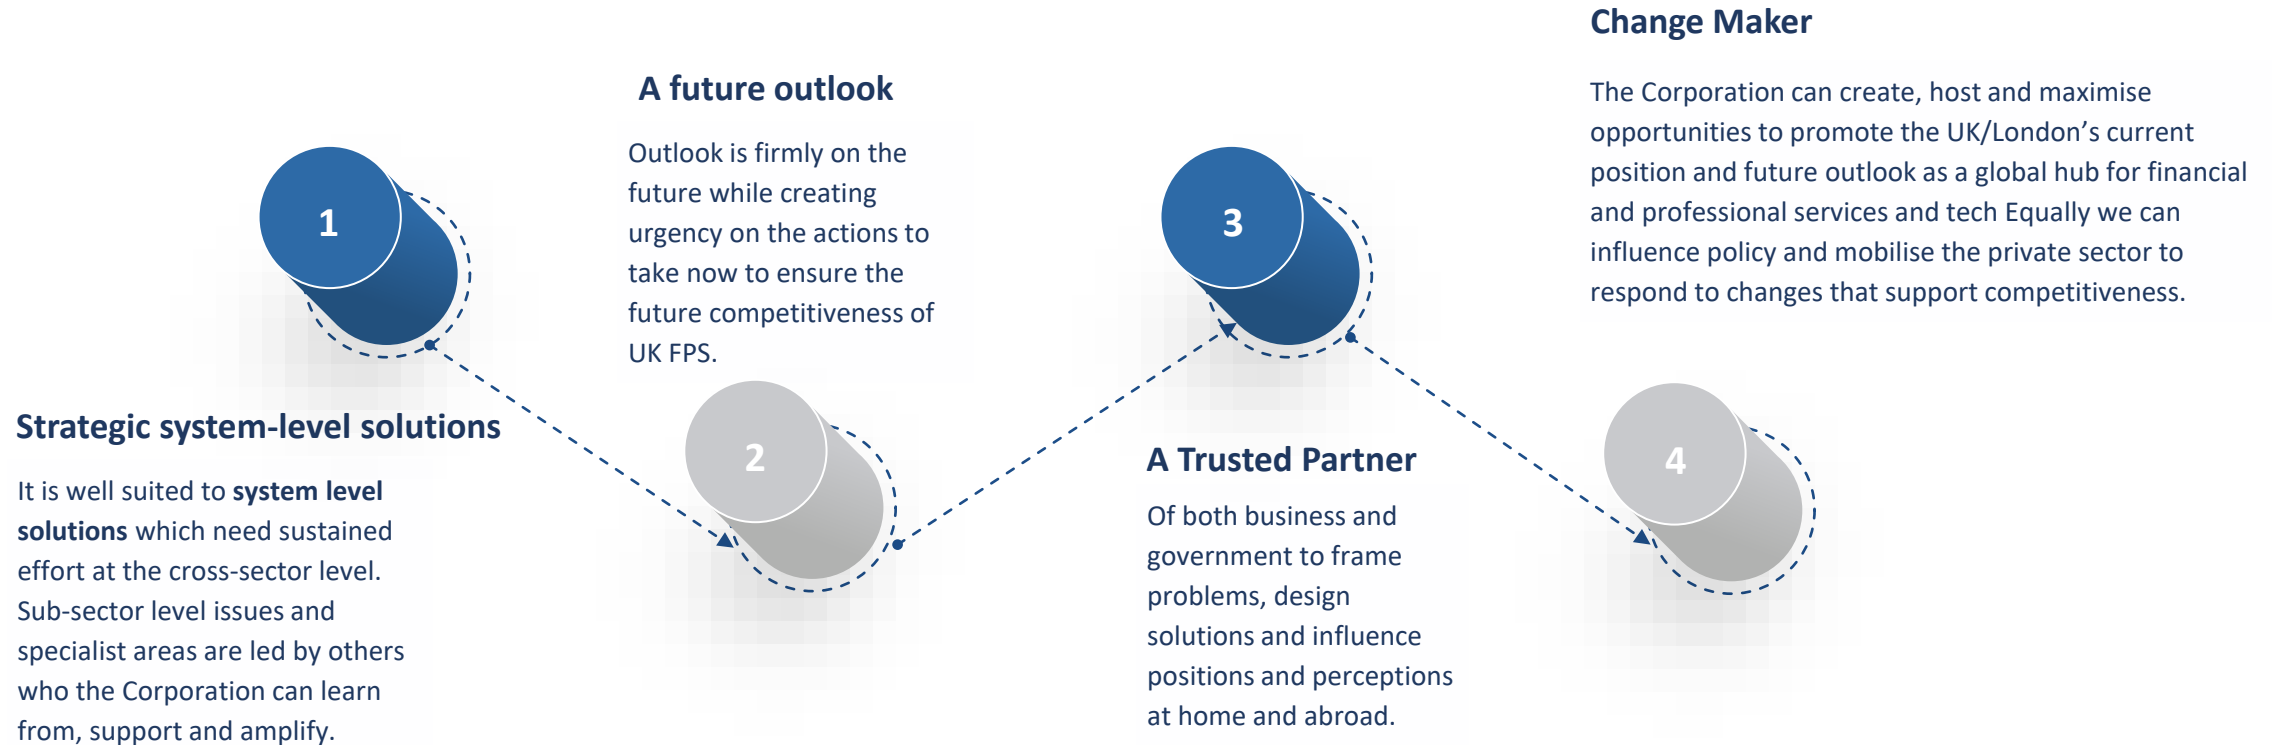 1
Strategic system-level solutions
It is well suited to system level
solutions which need sustained
effort at the cross-sector level.
Sub-sector level issues and
specialist areas are led by others
who the Corporation can learn
from, support and amplify.
A future outlook
Outlook is firmly on the
future while creating
urgency on the actions to
take now to ensure the
future competitiveness of
UK FPS.
2
3
A Trusted Partner
Of both business and
government to frame
problems, design
solutions and influence
positions and perceptions
at home and abroad.
Change Maker
The Corporation can create, host and maximise
opportunities to promote the UK/London’s current
position and future outlook as a global hub for financial
and professional services and tech Equally we can
influence policy and mobilise the private sector to
respond to changes that support competitiveness.
4